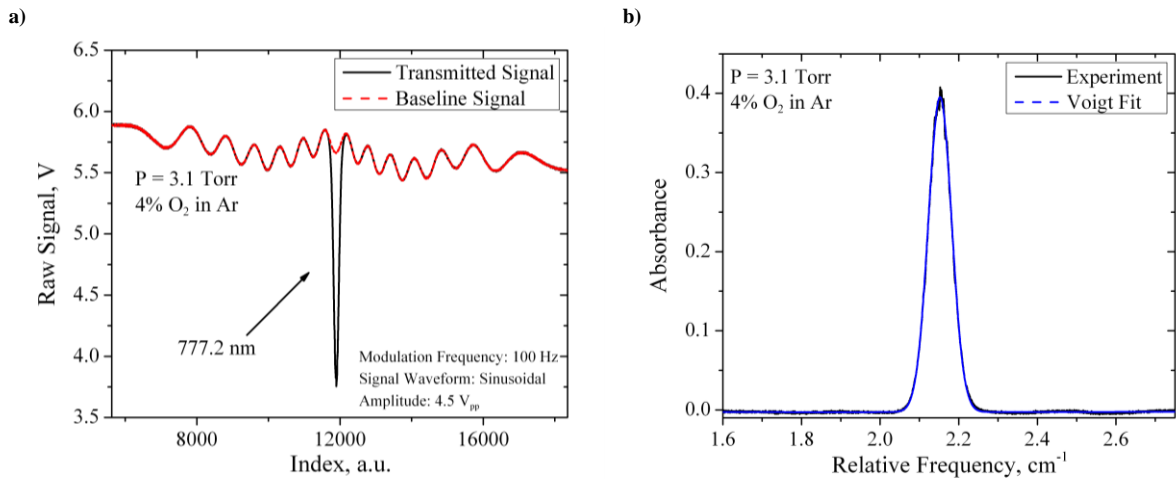 a)
6.5
6.0
5.5
5.0
4.5
4.0
3.5
Raw Signal, V
Transmitted Signal
Baseline Signal
P = 3.1 Torr
4% O₂ in Ar
777.2 nm
Modulation Frequency: 100 Hz
Signal Waveform: Sinusoidal
Amplitude: 4.5 Vpp
8000 12000 16000
Index, a.u.
b)
0.4
0.3
0.2
0.1
0.0
Absorbance
P = 3.1 Torr
4% O₂ in Ar
Experiment
Voigt Fit
1.6 1.8 2.0 2.2 2.4 2.6
Relative Frequency, cm⁻¹